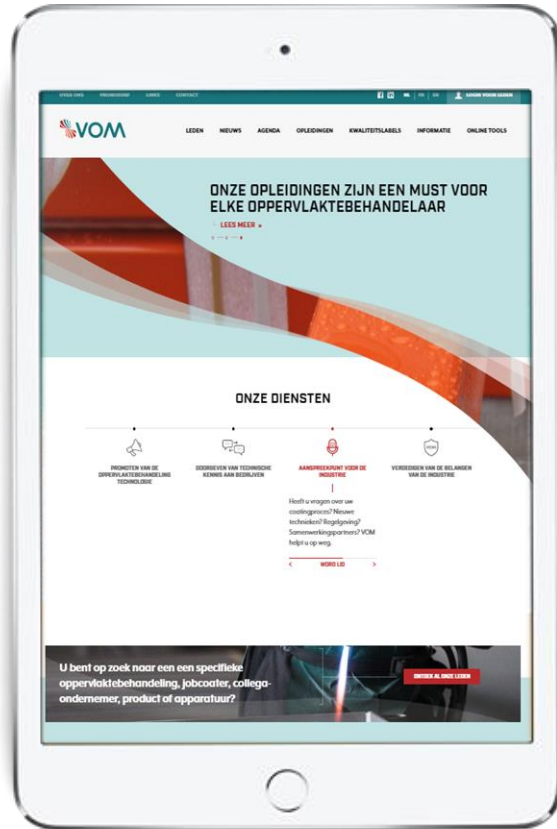 OVER ONS PROMOVOM LINKS CONTACT
NL FR EN LOGIN VOOR LEDEN
VOM
LEDEN NIEUWS AGENDA OPLEIDINGEN KWALITEITSLABELS INFORMATIE ONLINE TOOLS
ONZE OPLEIDINGEN ZIJN EEN MUST VOOR
ELKE OPPERVLAKTEBEHANDELAAR
LEES MEER
ONZE DIENSTEN
PROMOTEN VAN DE
OPPERVLAKTEBEHANDELING
TECHNOLOGIE
DOORGEVEN VAN TECHNISCHE
KENNIS AAN BEDRIJVEN
AANSPREEKPUNT VOOR DE
INDUSTRIE
VERDEDIGEN VAN DE BELANGEN
VAN DE INDUSTRIE
Heeft u vragen over uw
coatingproces? Nieuwe
technieken? Regelgeving?
Samenwerkingspartners? VOM
helpt u op weg.
WORD LID
U bent op zoek naar een een specifieke
oppervlaktebehandeling, jobcoater, collega-
ondernemer, product of apparatuur?
ONTDEK AL ONZE LEDEN